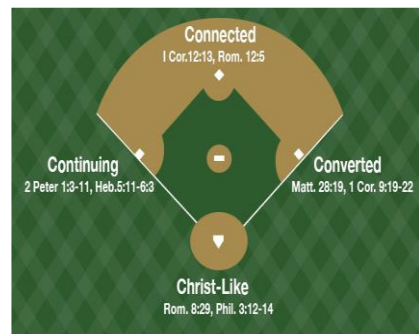 Connected
I Cor.12:13, Rom. 12:5
Continuing
2 Peter 1:3-11, Heb.5:11-6:3
Converted
Matt. 28:19, 1 Cor. 9:19-22
Christ-Like
Rom. 8:29, Phil. 3:12-14